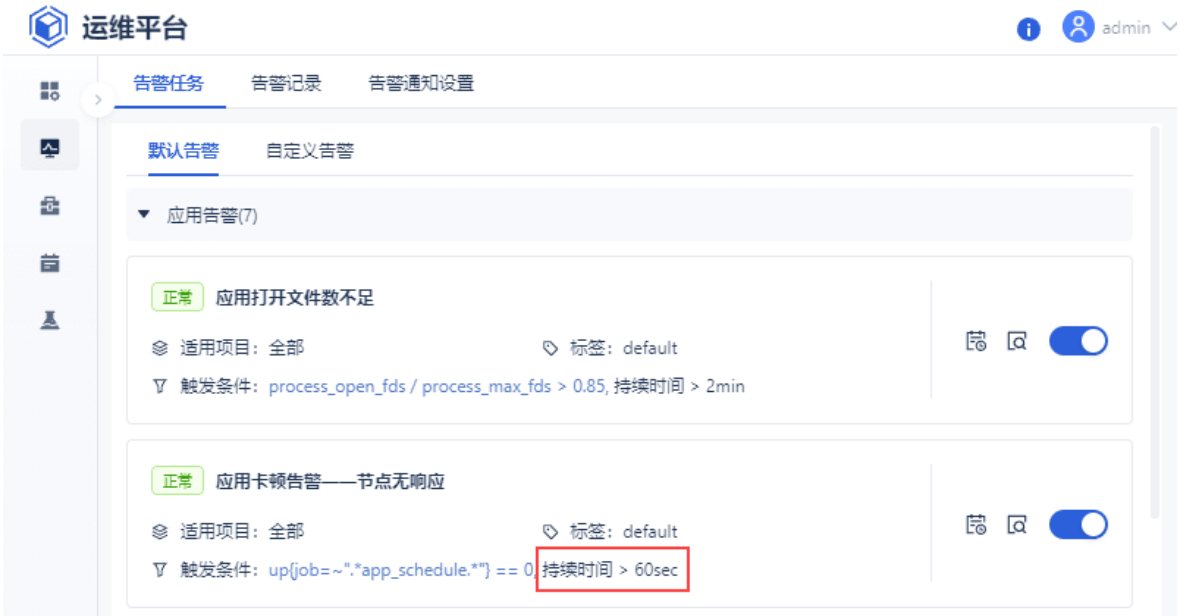 运维平台
admin
告警任务 告警记录 告警通知设置
默认告警 自定义告警
应用告警(7)
正常 应用打开文件数不足
适用项目：全部 标签：default
触发条件：process_open_fds / process_max_fds > 0.85, 持续时间 > 2min
正常 应用卡顿告警——节点无响应
适用项目：全部 标签：default
触发条件：up{job=~".*app_schedule.*"} == 0, 持续时间 > 60sec